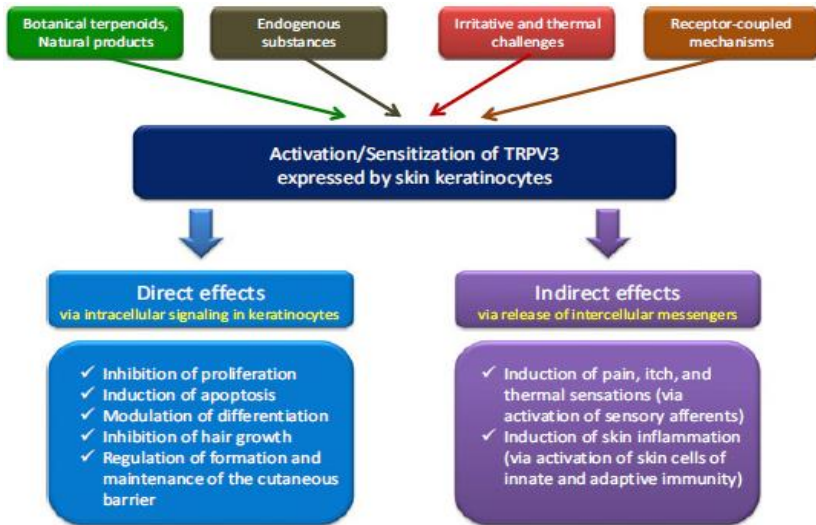 Botanical terpenoids,
Natural products
Endogenous
substances
Irritative and thermal
challenges
Receptor-coupled
mechanisms
Activation/Sensitization of TRPV3
expressed by skin keratinocytes
Direct effects
via intracellular signaling in keratinocytes
✓ Inhibition of proliferation
✓ Induction of apoptosis
✓ Modulation of differentiation
✓ Inhibition of hair growth
✓ Regulation of formation and
maintenance of the cutaneous
barrier
Indirect effects
via release of intercellular messengers
✓ Induction of pain, itch, and
thermal sensations (via
activation of sensory afferents)
✓ Induction of skin inflammation
(via activation of skin cells of
innate and adaptive immunity)